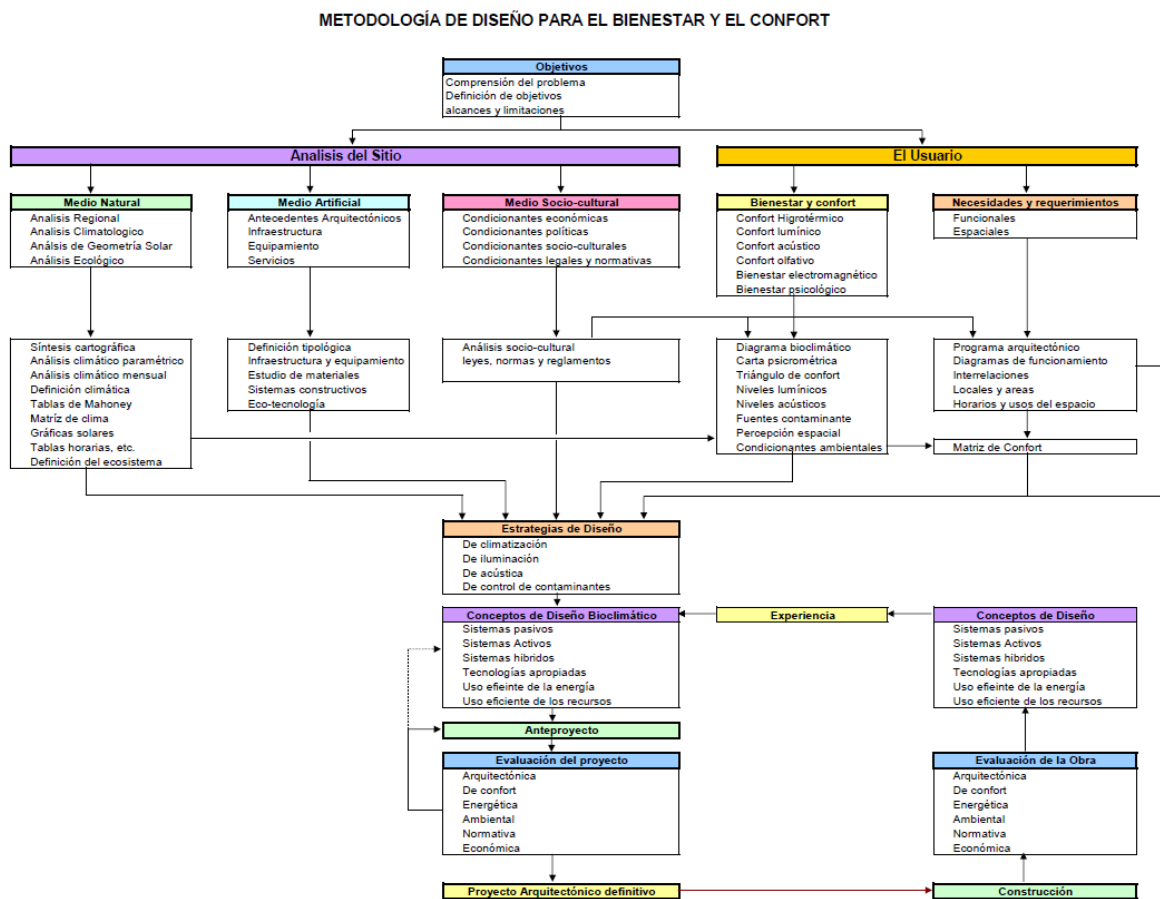 METODOLOGÍA DE DISEÑO PARA EL BIENESTAR Y EL CONFORT
Objetivos
Comprensión del problema
Definición de objetivos
alcances y limitaciones
Analisis del Sitio
El Usuario
Medio Natural
Analisis Regional
Analisis Climatologico
Análsis de Geometría Solar
Análisis Ecológico
Medio Artificial
Antecedentes Arquitectónicos
Infraestructura
Equipamiento
Servicios
Medio Socio-cultural
Condicionantes económicas
Condicionantes políticas
Condicionantes socio-culturales
Condicionantes legales y normativas
Bienestar y confort
Confort Higrotérmico
Confort lumínico
Confort acústico
Confort olfativo
Bienestar electromagnético
Bienestar psicológico
Necesidades y requerimientos
Funcionales
Espaciales
Síntesis cartográfica
Análisis climático paramétrico
Análisis climático mensual
Definición climática
Tablas de Mahoney
Matríz de clima
Gráficas solares
Tablas horarias, etc.
Definición del ecosistema
Definición tipológica
Infraestructura y equipamiento
Estudio de materiales
Sistemas constructivos
Eco-tecnología
Análisis socio-cultural
leyes, normas y reglamentos
Diagrama bioclimático
Carta psicrométrica
Triángulo de confort
Niveles lumínicos
Niveles acústicos
Fuentes contaminante
Percepción espacial
Condicionantes ambientales
Programa arquitectónico
Diagramas de funcionamiento
Interrelaciones
Locales y areas
Horarios y usos del espacio
Matriz de Confort
Estrategias de Diseño
De climatización
De iluminación
De acústica
De control de contaminantes
Conceptos de Diseño Bioclimático
Sistemas pasivos
Sistemas Activos
Sistemas hibridos
Tecnologías apropiadas
Uso efieinte de la energía
Uso eficiente de los recursos
Experiencia
Conceptos de Diseño
Sistemas pasivos
Sistemas Activos
Sistemas hibridos
Tecnologías apropiadas
Uso efieinte de la energía
Uso eficiente de los recursos
Anteproyecto
Evaluación del proyecto
Arquitectónica
De confort
Energética
Ambiental
Normativa
Económica
Evaluación de la Obra
Arquitectónica
De confort
Energética
Ambiental
Normativa
Económica
Proyecto Arquitectónico definitivo
Construcción